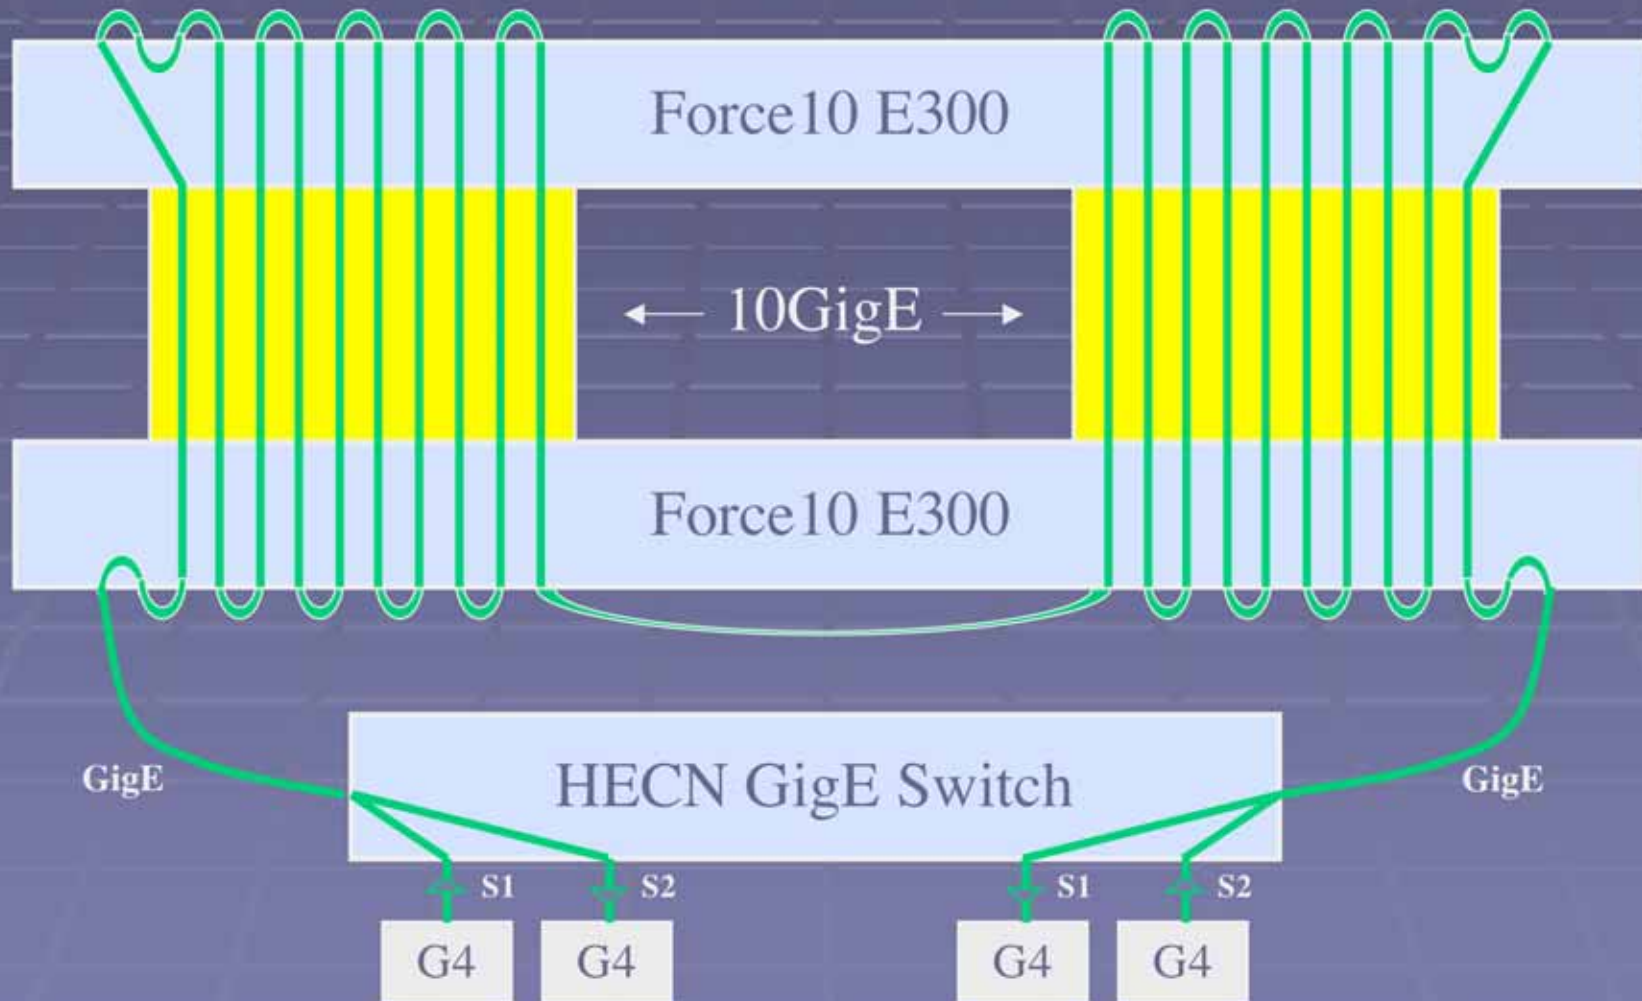 Force10 E300
10GigE
Force10 E300
HECN GigE Switch
GigE
GigE
S1
S2
S1
S2
G4
G4
G4
G4